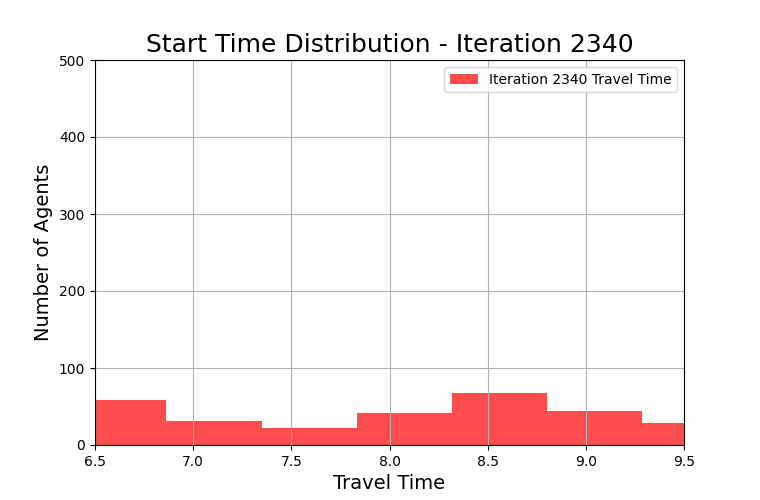 Start Time Distribution - Iteration 2340
Iteration 2340 Travel Time
Number of Agents
500
400
300
200
100
0
6.5 7.0 7.5 8.0 8.5 9.0 9.5
Travel Time